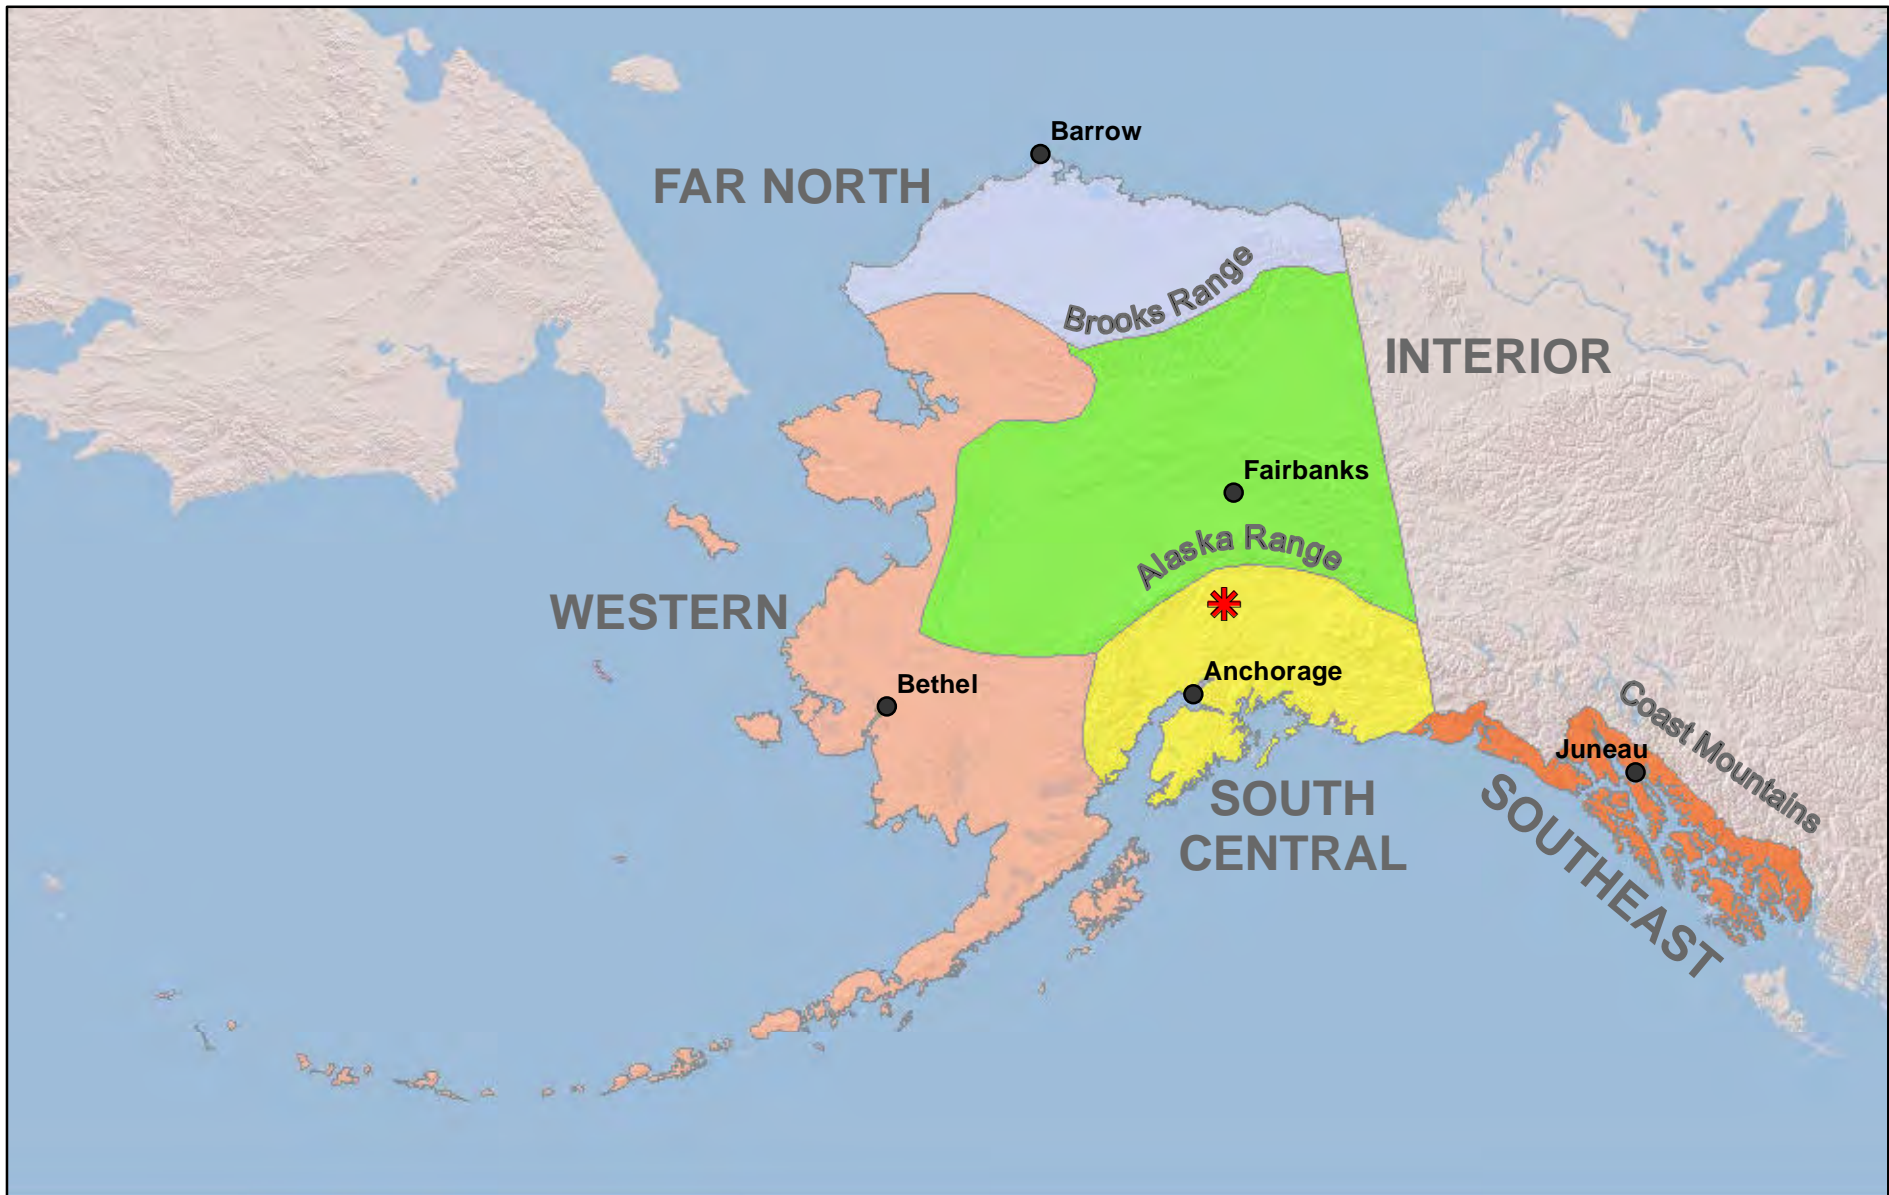 Barrow
FAR NORTH
Brooks Range
INTERIOR
Fairbanks
Alaska Range
WESTERN
Anchorage
Bethel
Coast Mountains
Juneau
SOUTH
CENTRAL
SOUTHEAST